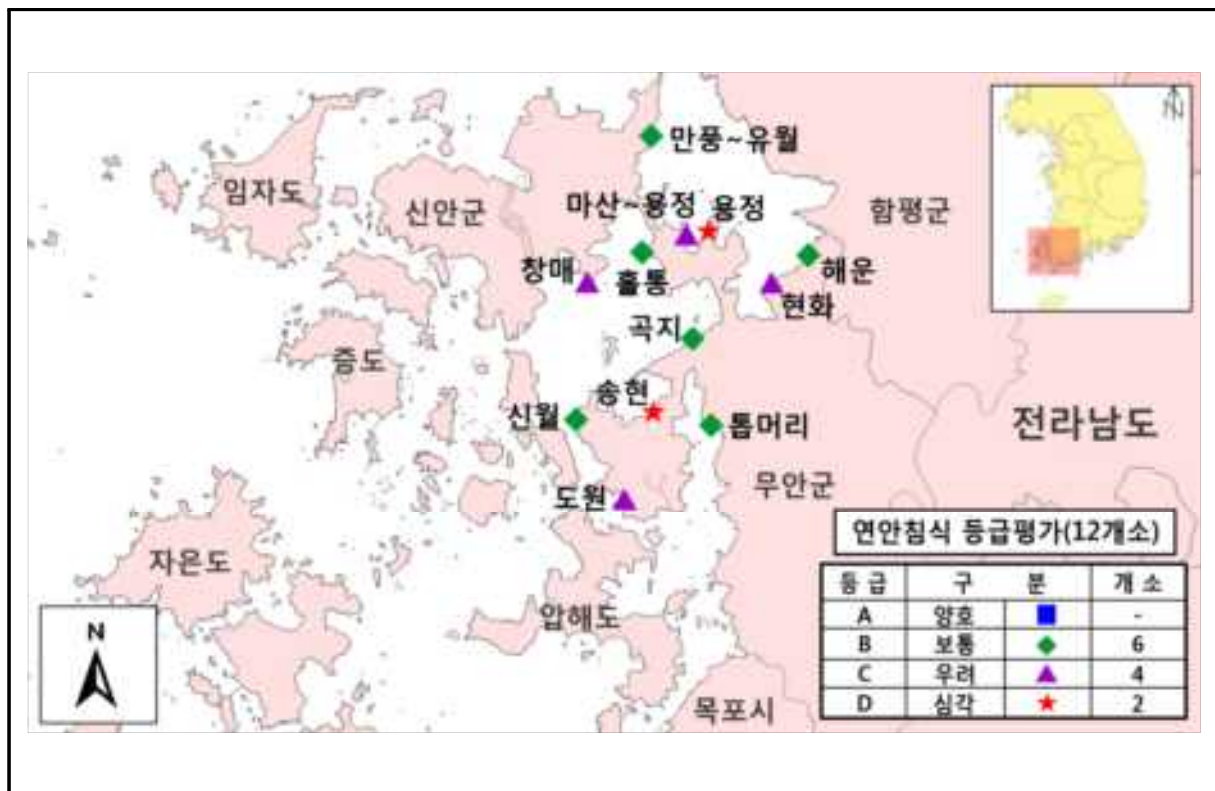 만풍~유월
임자도
신안군
마산~용정 용정
함평군
창매
홀통
해운
현화
곡지
증도
송현
신월
톱머리
전라남도
무안군
도원
자은도
압해도
목포시
N
N
연안침식 등급평가(12개소)
등 급 구 분 개 소
A 양호 -
B 보통 6
C 우려 4
D 심각 2